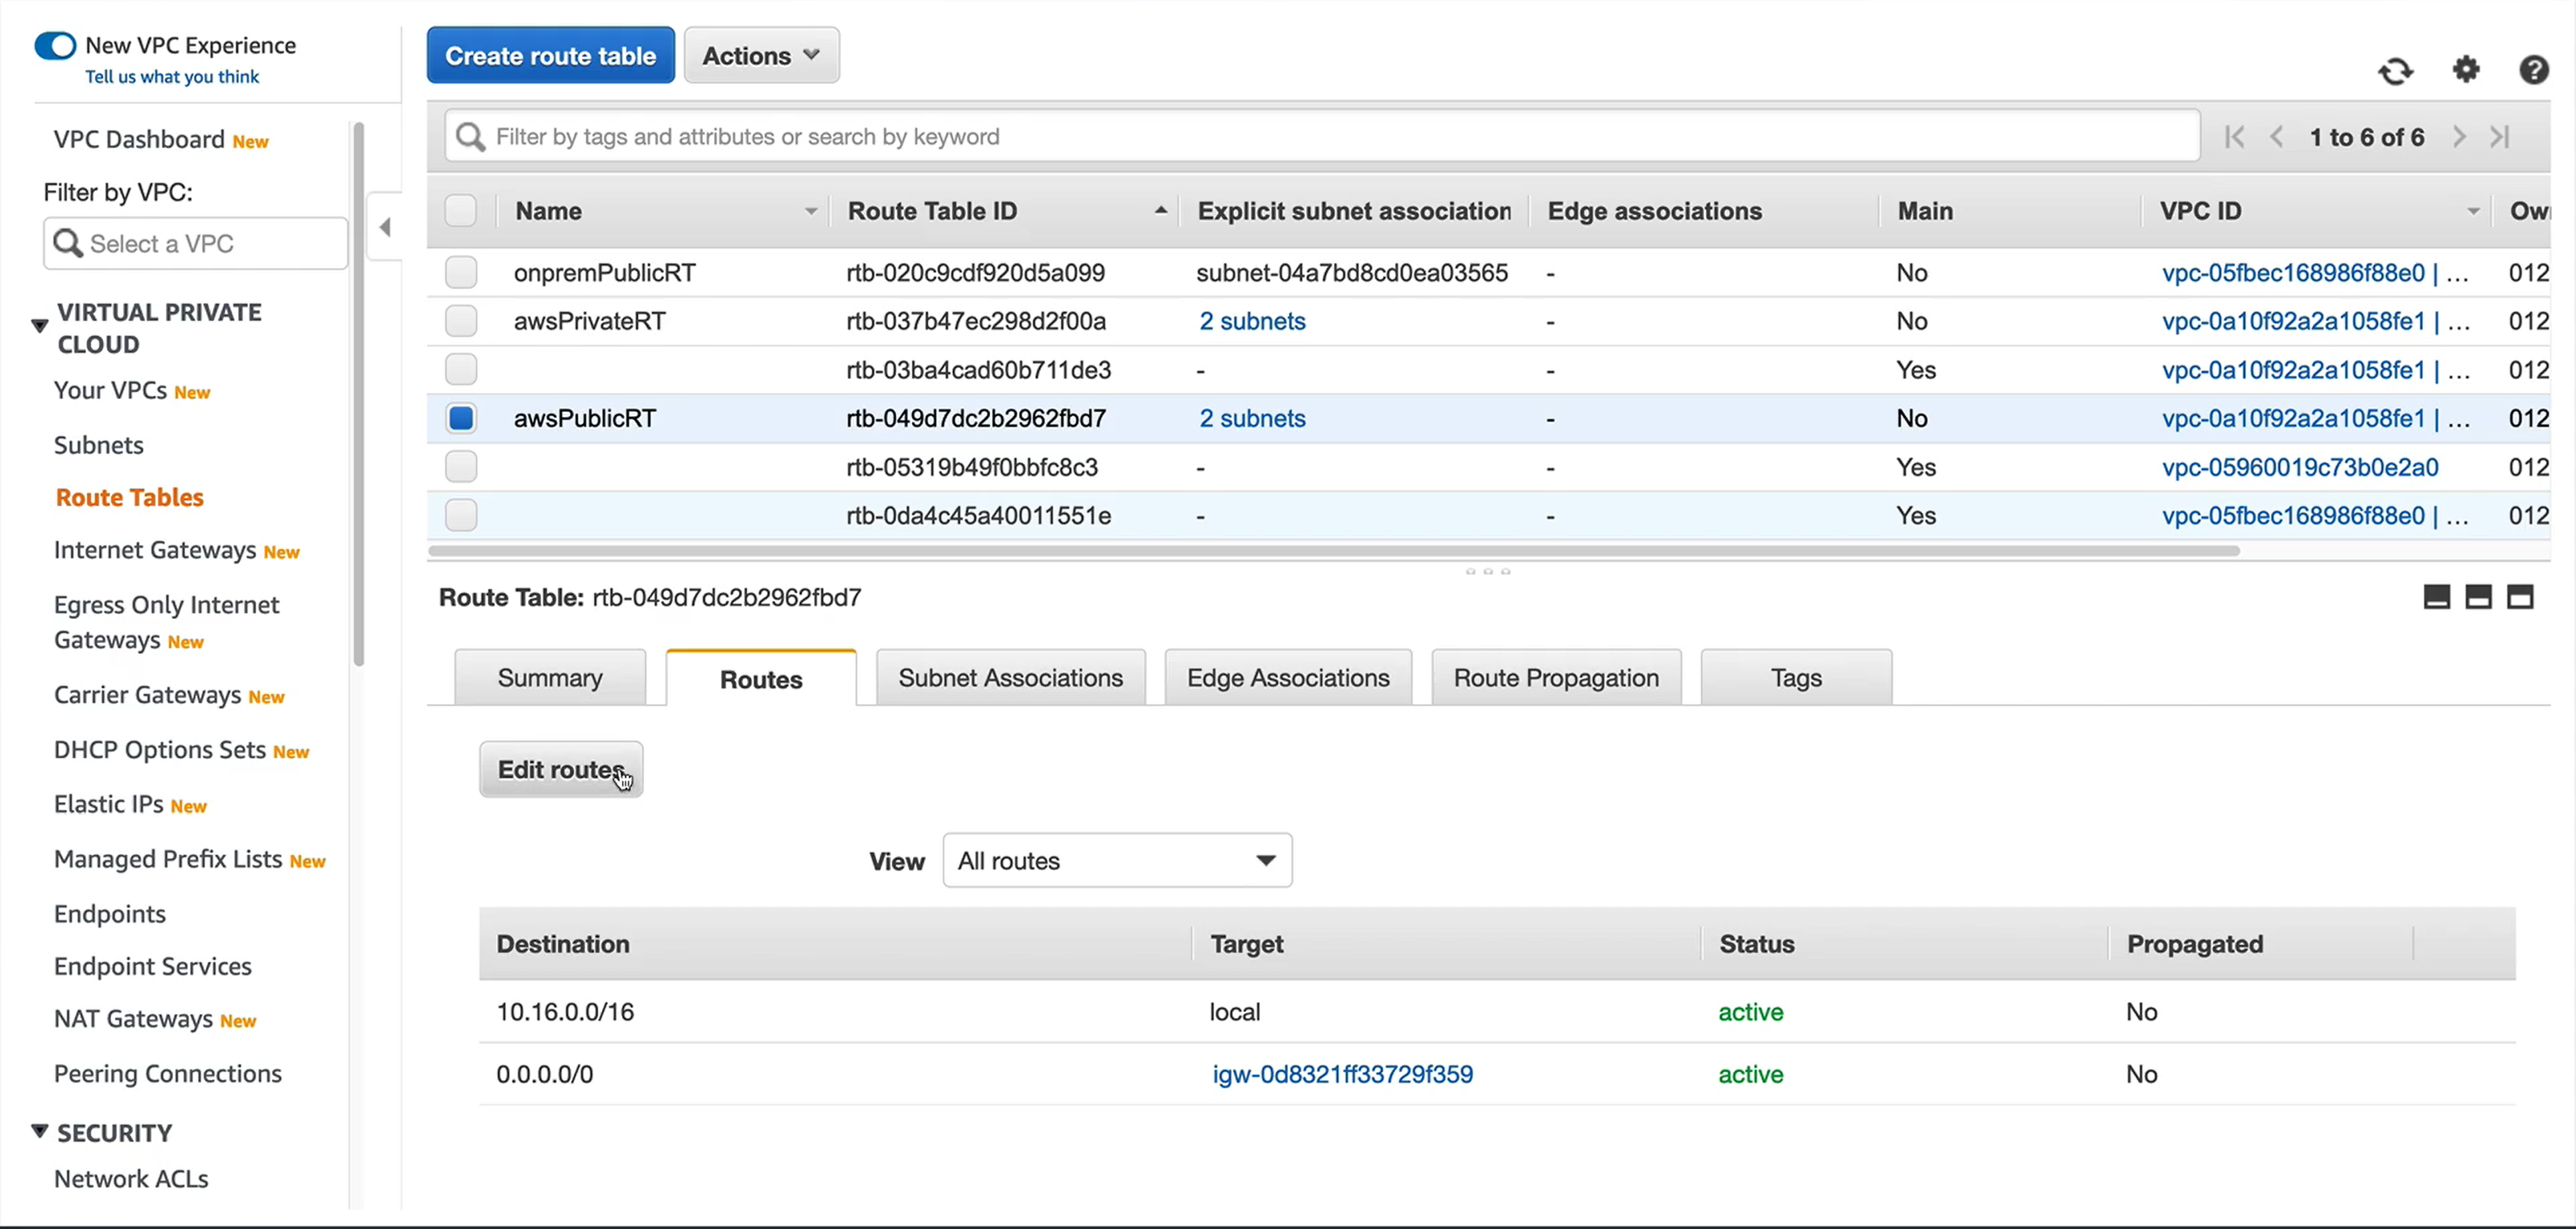 New VPC Experience
Tell us what you think
VPC Dashboard New
Filter by VPC:
Select a VPC
VIRTUAL PRIVATE
CLOUD
Your VPCs New
Subnets
Route Tables
Internet Gateways New
Egress Only Internet
Gateways New
Carrier Gateways New
DHCP Options Sets New
Elastic IPs New
Managed Prefix Lists New
Endpoints
Endpoint Services
NAT Gateways New
Peering Connections
SECURITY
Network ACLs
Create route table Actions
Filter by tags and attributes or search by keyword 1 to 6 of 6
Name Route Table ID Explicit subnet association Edge associations Main VPC ID Ow
onpremPublicRT rtb-020c9cdf920d5a099 subnet-04a7bd8cd0ea03565 - No vpc-05fbec168986f88e0 | ... 012
awsPrivateRT rtb-037b47ec298d2f00a 2 subnets - No vpc-0a10f92a2a1058fe1 | ... 012
rtb-03ba4cad60b711de3 - - Yes vpc-0a10f92a2a1058fe1 | ... 012
awsPublicRT rtb-049d7dc2b2962fbd7 2 subnets - No vpc-0a10f92a2a1058fe1 | ... 012
rtb-05319b49f0bbfc8c3 - - Yes vpc-05960019c73b0e2a0 012
rtb-0da4c45a40011551e - - Yes vpc-05fbec168986f88e0 | ... 012
Route Table: rtb-049d7dc2b2962fbd7
Summary Routes Subnet Associations Edge Associations Route Propagation Tags
Edit routes
View All routes
Destination Target Status Propagated
10.16.0.0/16 local active No
0.0.0.0/0 igw-0d8321ff33729f359 active No